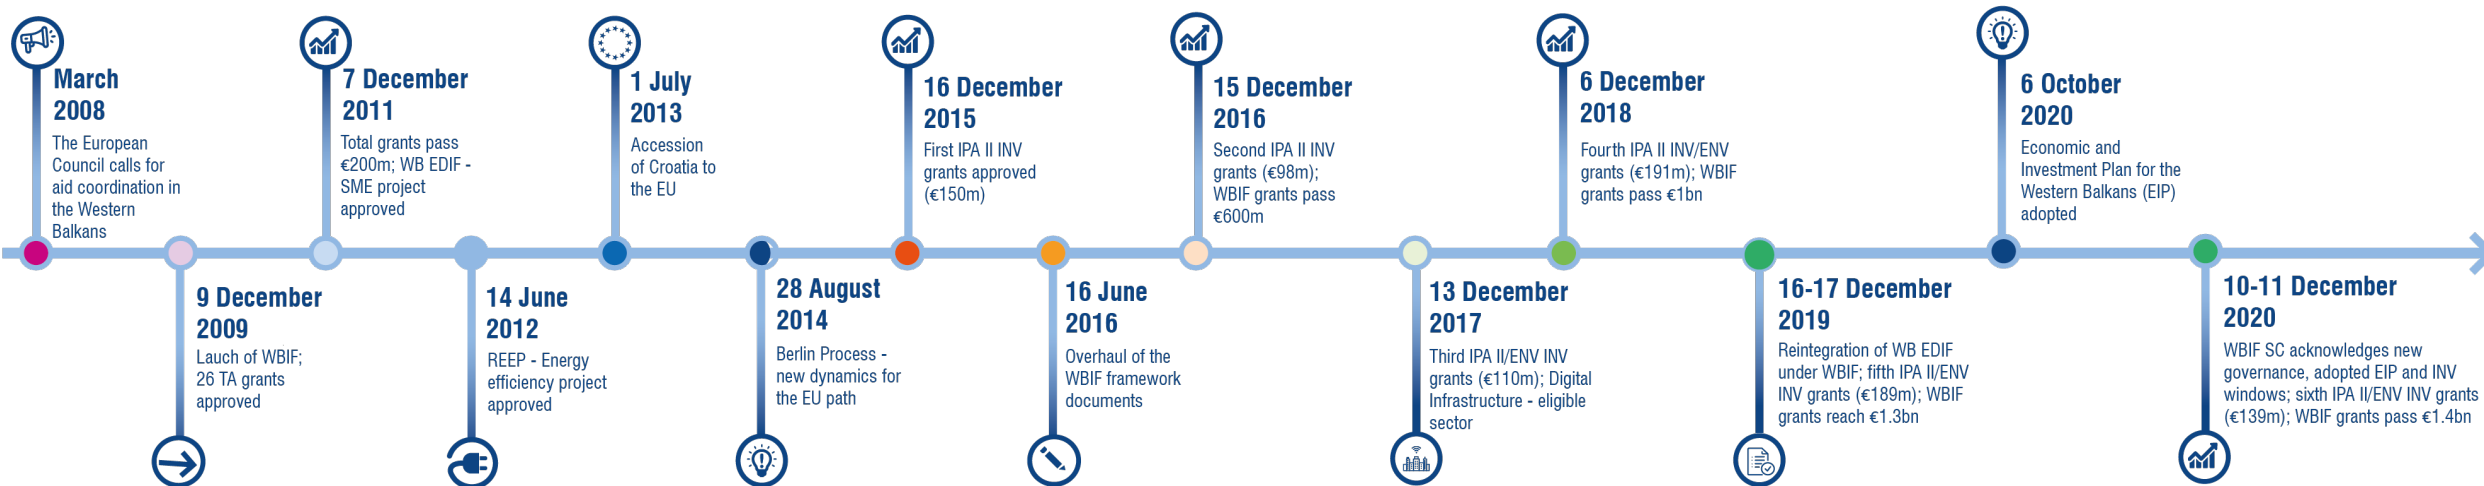 March
2008
The European
Council calls for
aid coordination in
the Western
Balkans
9 December
2009
Lauch of WBIF;
26 TA grants
approved
7 December
2011
Total grants pass
€200m; WB EDIF -
SME project
approved
14 June
2012
REEP - Energy
efficiency project
approved
1 July
2013
Accession
of Croatia to
the EU
28 August
2014
Berlin Process -
new dynamics for
the EU path
16 December
2015
First IPA II INV
grants approved
(€150m)
16 June
2016
Overhaul of the
WBIF framework
documents
15 December
2016
Second IPA II INV
grants (€98m);
WBIF grants pass
€600m
13 December
2017
Third IPA II/ENV INV
grants (€110m); Digital
Infrastructure - eligible
sector
6 December
2018
Fourth IPA II INV/ENV
grants (€191m); WBIF
grants pass €1bn
16-17 December
2019
Reintegration of WB EDIF
under WBIF; fifth IPA II/ENV
INV grants (€189m); WBIF
grants reach €1.3bn
6 October
2020
Economic and
Investment Plan for the
Western Balkans (EIP)
adopted
10-11 December
2020
WBIF SC acknowledges new
governance, adopted EIP and INV
windows; sixth IPA II/ENV INV grants
(€139m); WBIF grants pass €1.4bn